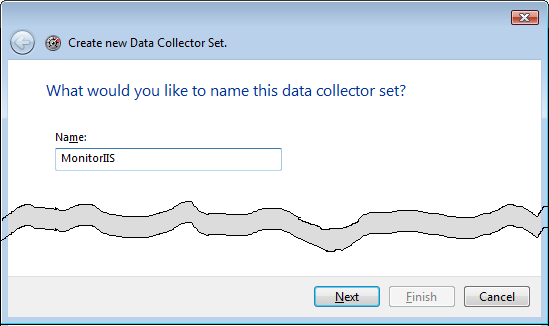 Create new Data Collector Set.
What would you like to name this data collector set?
Name:
MonitorIIS
Next Finish Cancel